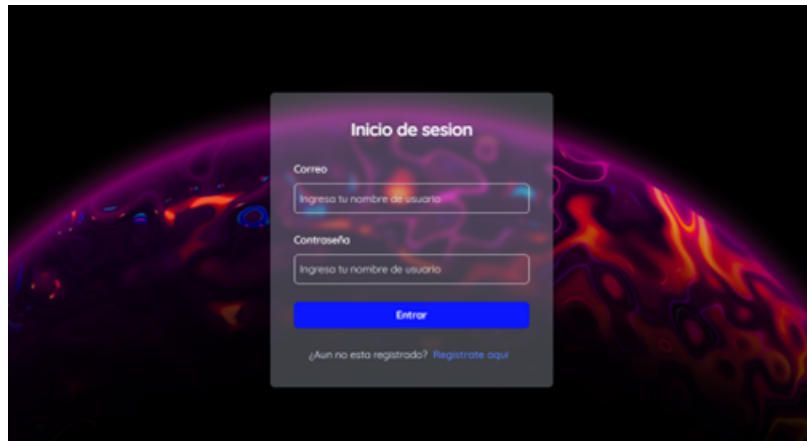 Inicio de sesion
Correo
Ingresa tu nombre de usuario
Contraseña
Ingresa tu nombre de usuario
Entrar
¿Aun no esta registrado? Registrate aqui